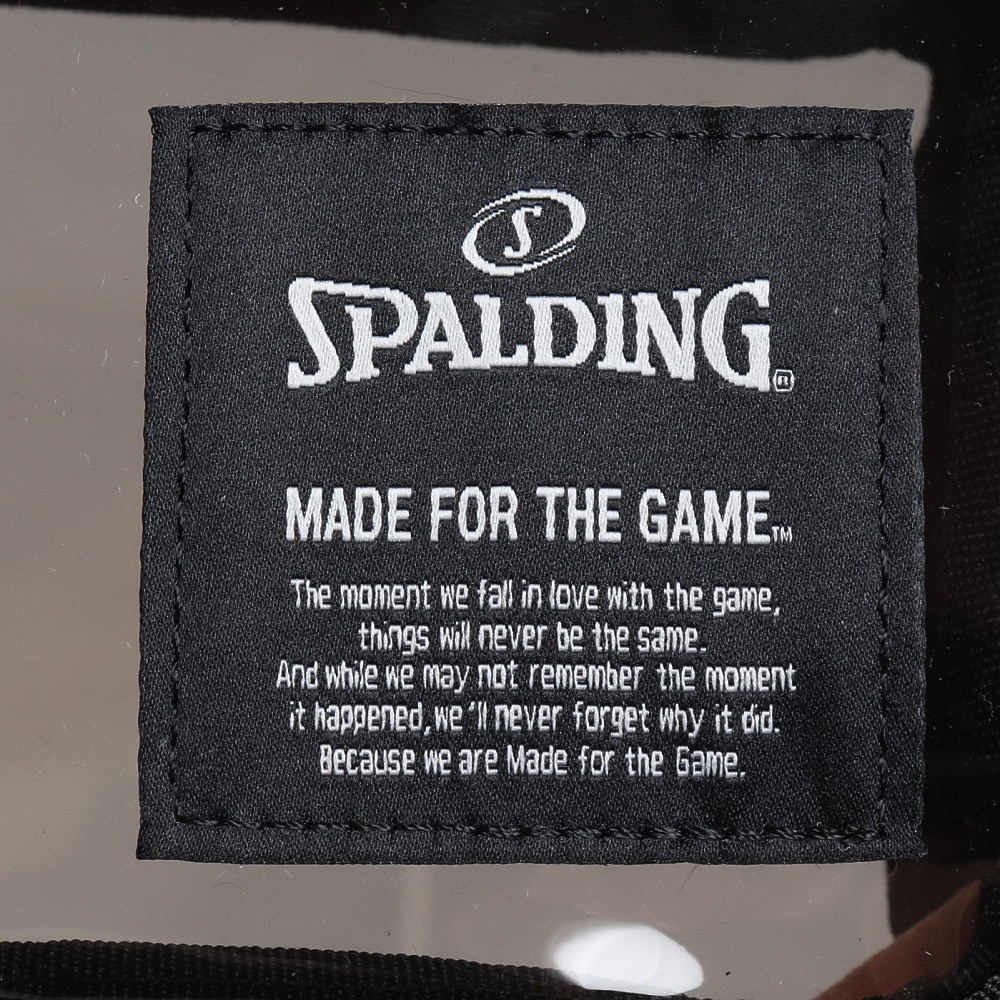 S
SPALDING®
MADE FOR THE GAME™
The moment we fall in love with the game,
things will never be the same.
And while we may not remember the moment
it happened, we'll never forget why it did.
Because we are Made for the Game.